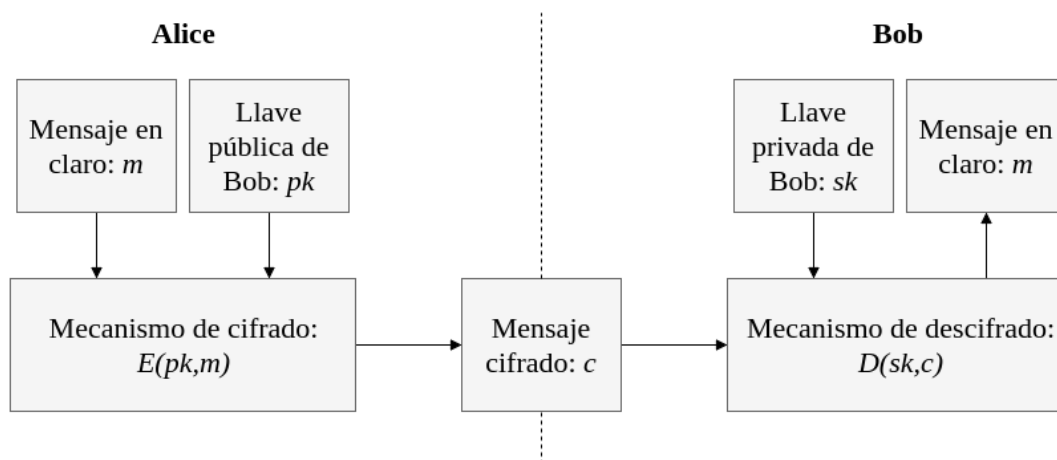 Alice
Bob
Mensaje en
claro: m
Llave
pública de
Bob: pk
Llave
privada de
Bob: sk
Mensaje en
claro: m
Mecanismo de cifrado:
E(pk,m)
Mensaje
cifrado: c
Mecanismo de descifrado:
D(sk,c)